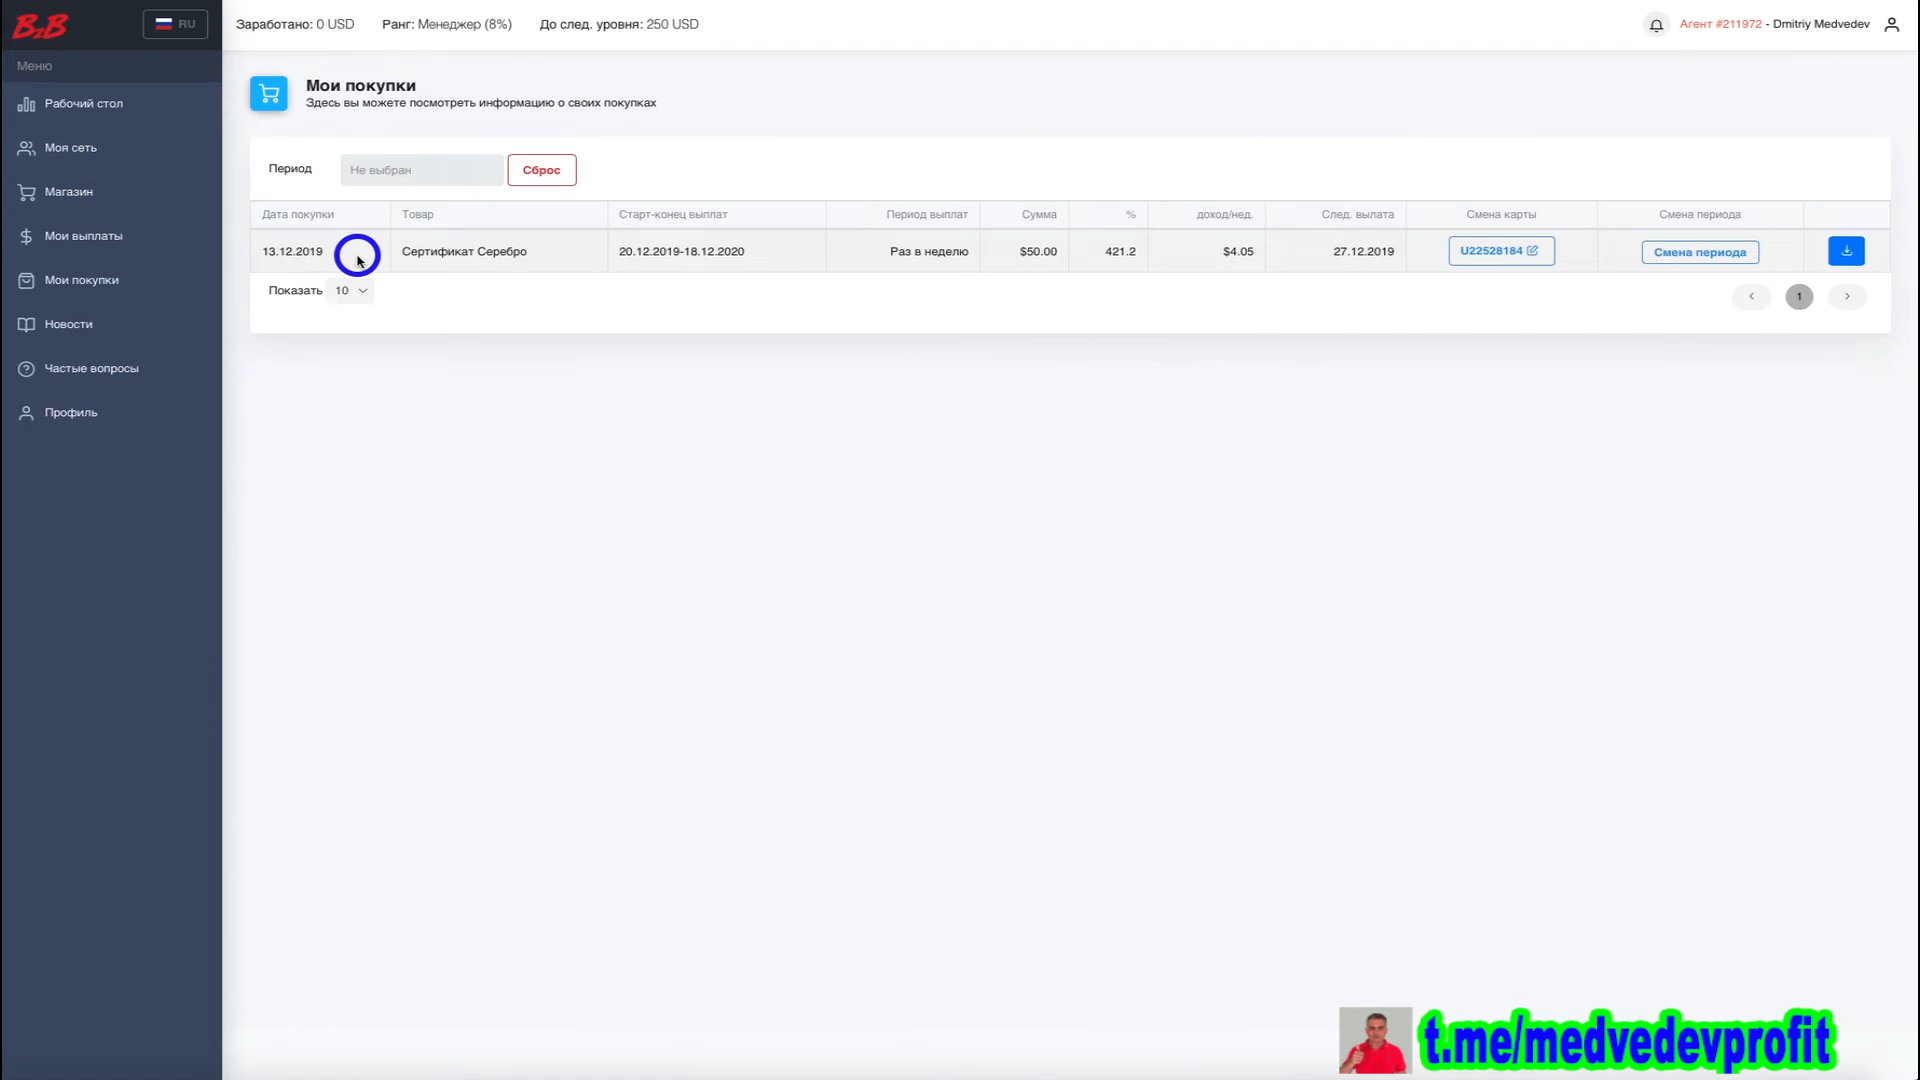 B2B
RU
Заработано: 0 USD
Ранг: Менеджер (8%)
До след. уровня: 250 USD
Агент #211972 - Dmitriy Medvedev
Меню
Рабочий стол
Моя сеть
Магазин
Мои выплаты
Мои покупки
Новости
Частые вопросы
Профиль
Мои покупки
Здесь вы можете посмотреть информацию о своих покупках
Период
Не выбран
Сброс
Дата покупки Товар Старт-конец выплат Период выплат Сумма % доход/нед. След. вылата Смена карты Смена периода
13.12.2019 Сертификат Серебро 20.12.2019-18.12.2020 Раз в неделю $50.00 421.2 $4.05 27.12.2019 U22528184 Смена периода
Показать 10
1
t.me/medvedevprofit